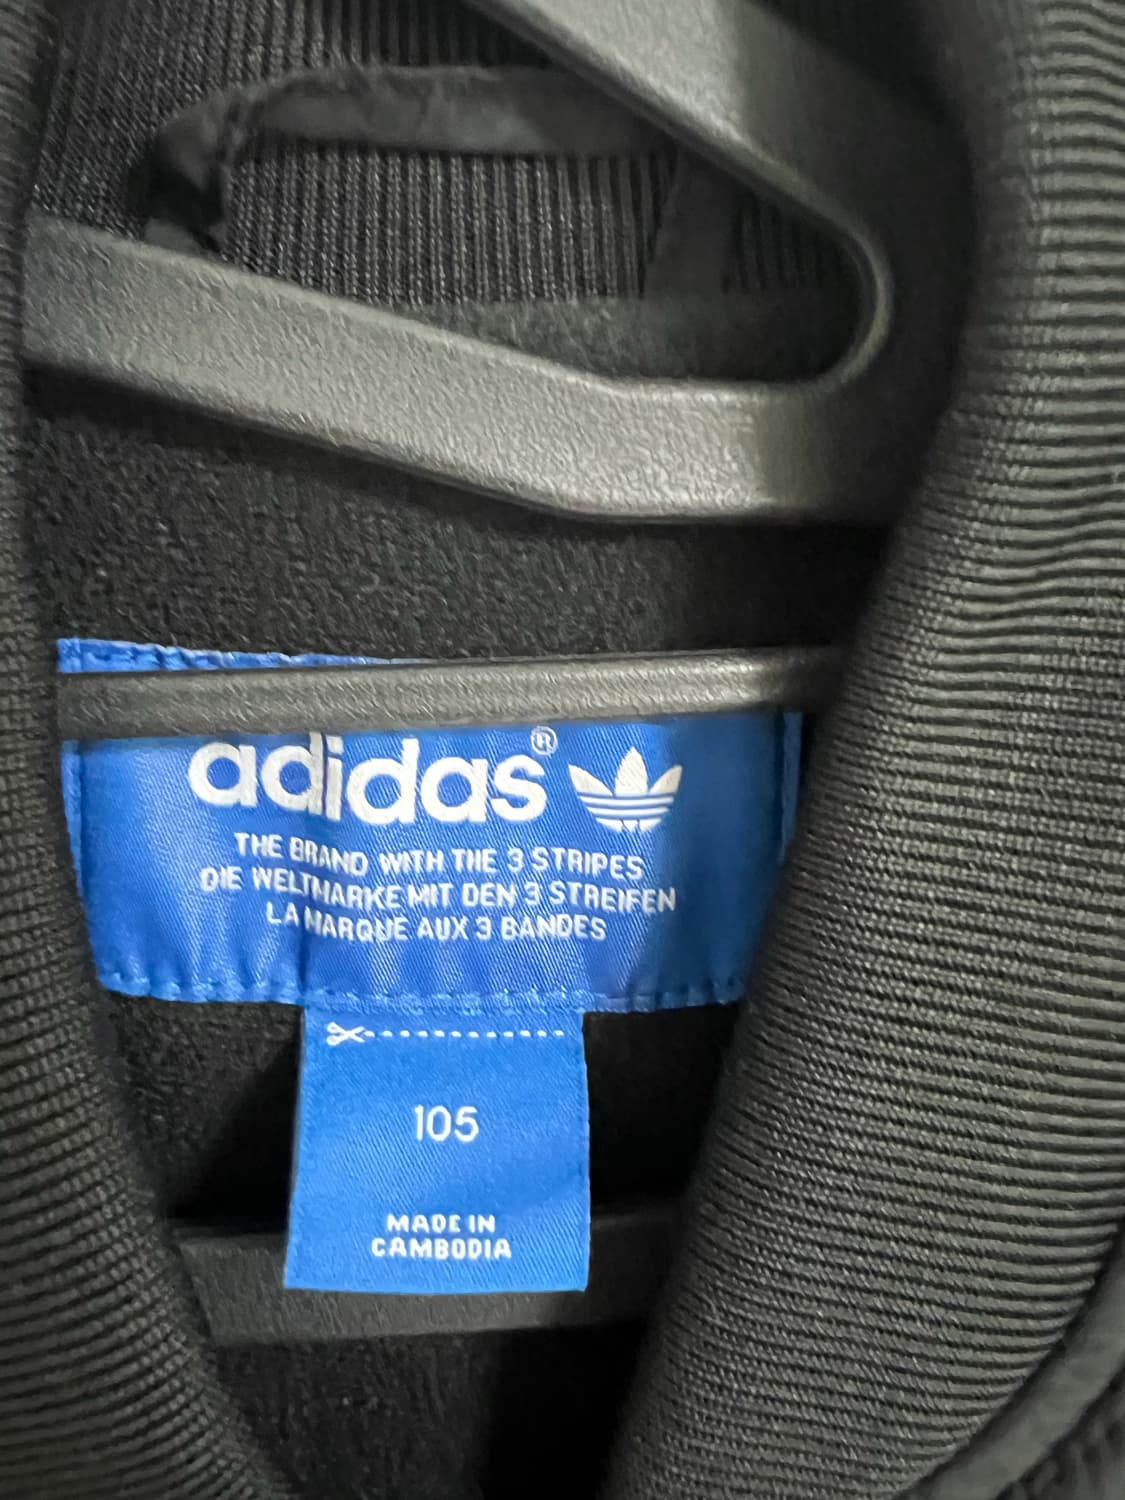 adidas®
THE BRAND WITH THE 3 STRIPES
DIE WELTMARKE MIT DEN 3 STREIFEN
LA MARQUE AUX 3 BANDES
105
MADE IN
CAMBODIA